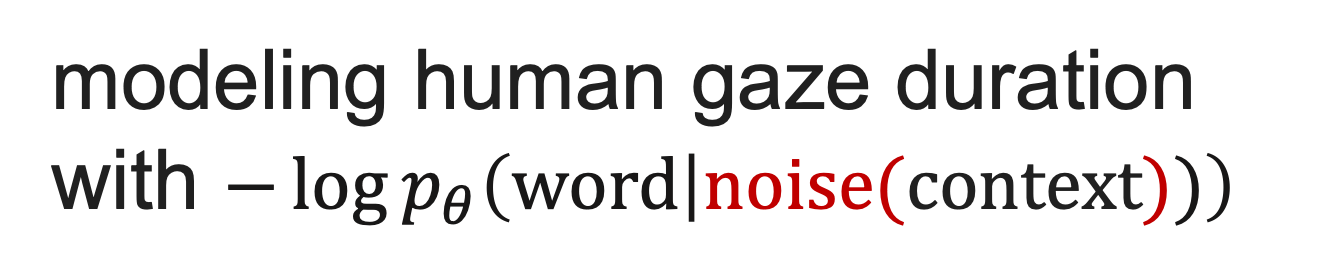 modeling human gaze duration
with − log pθ (word|noise(context)))